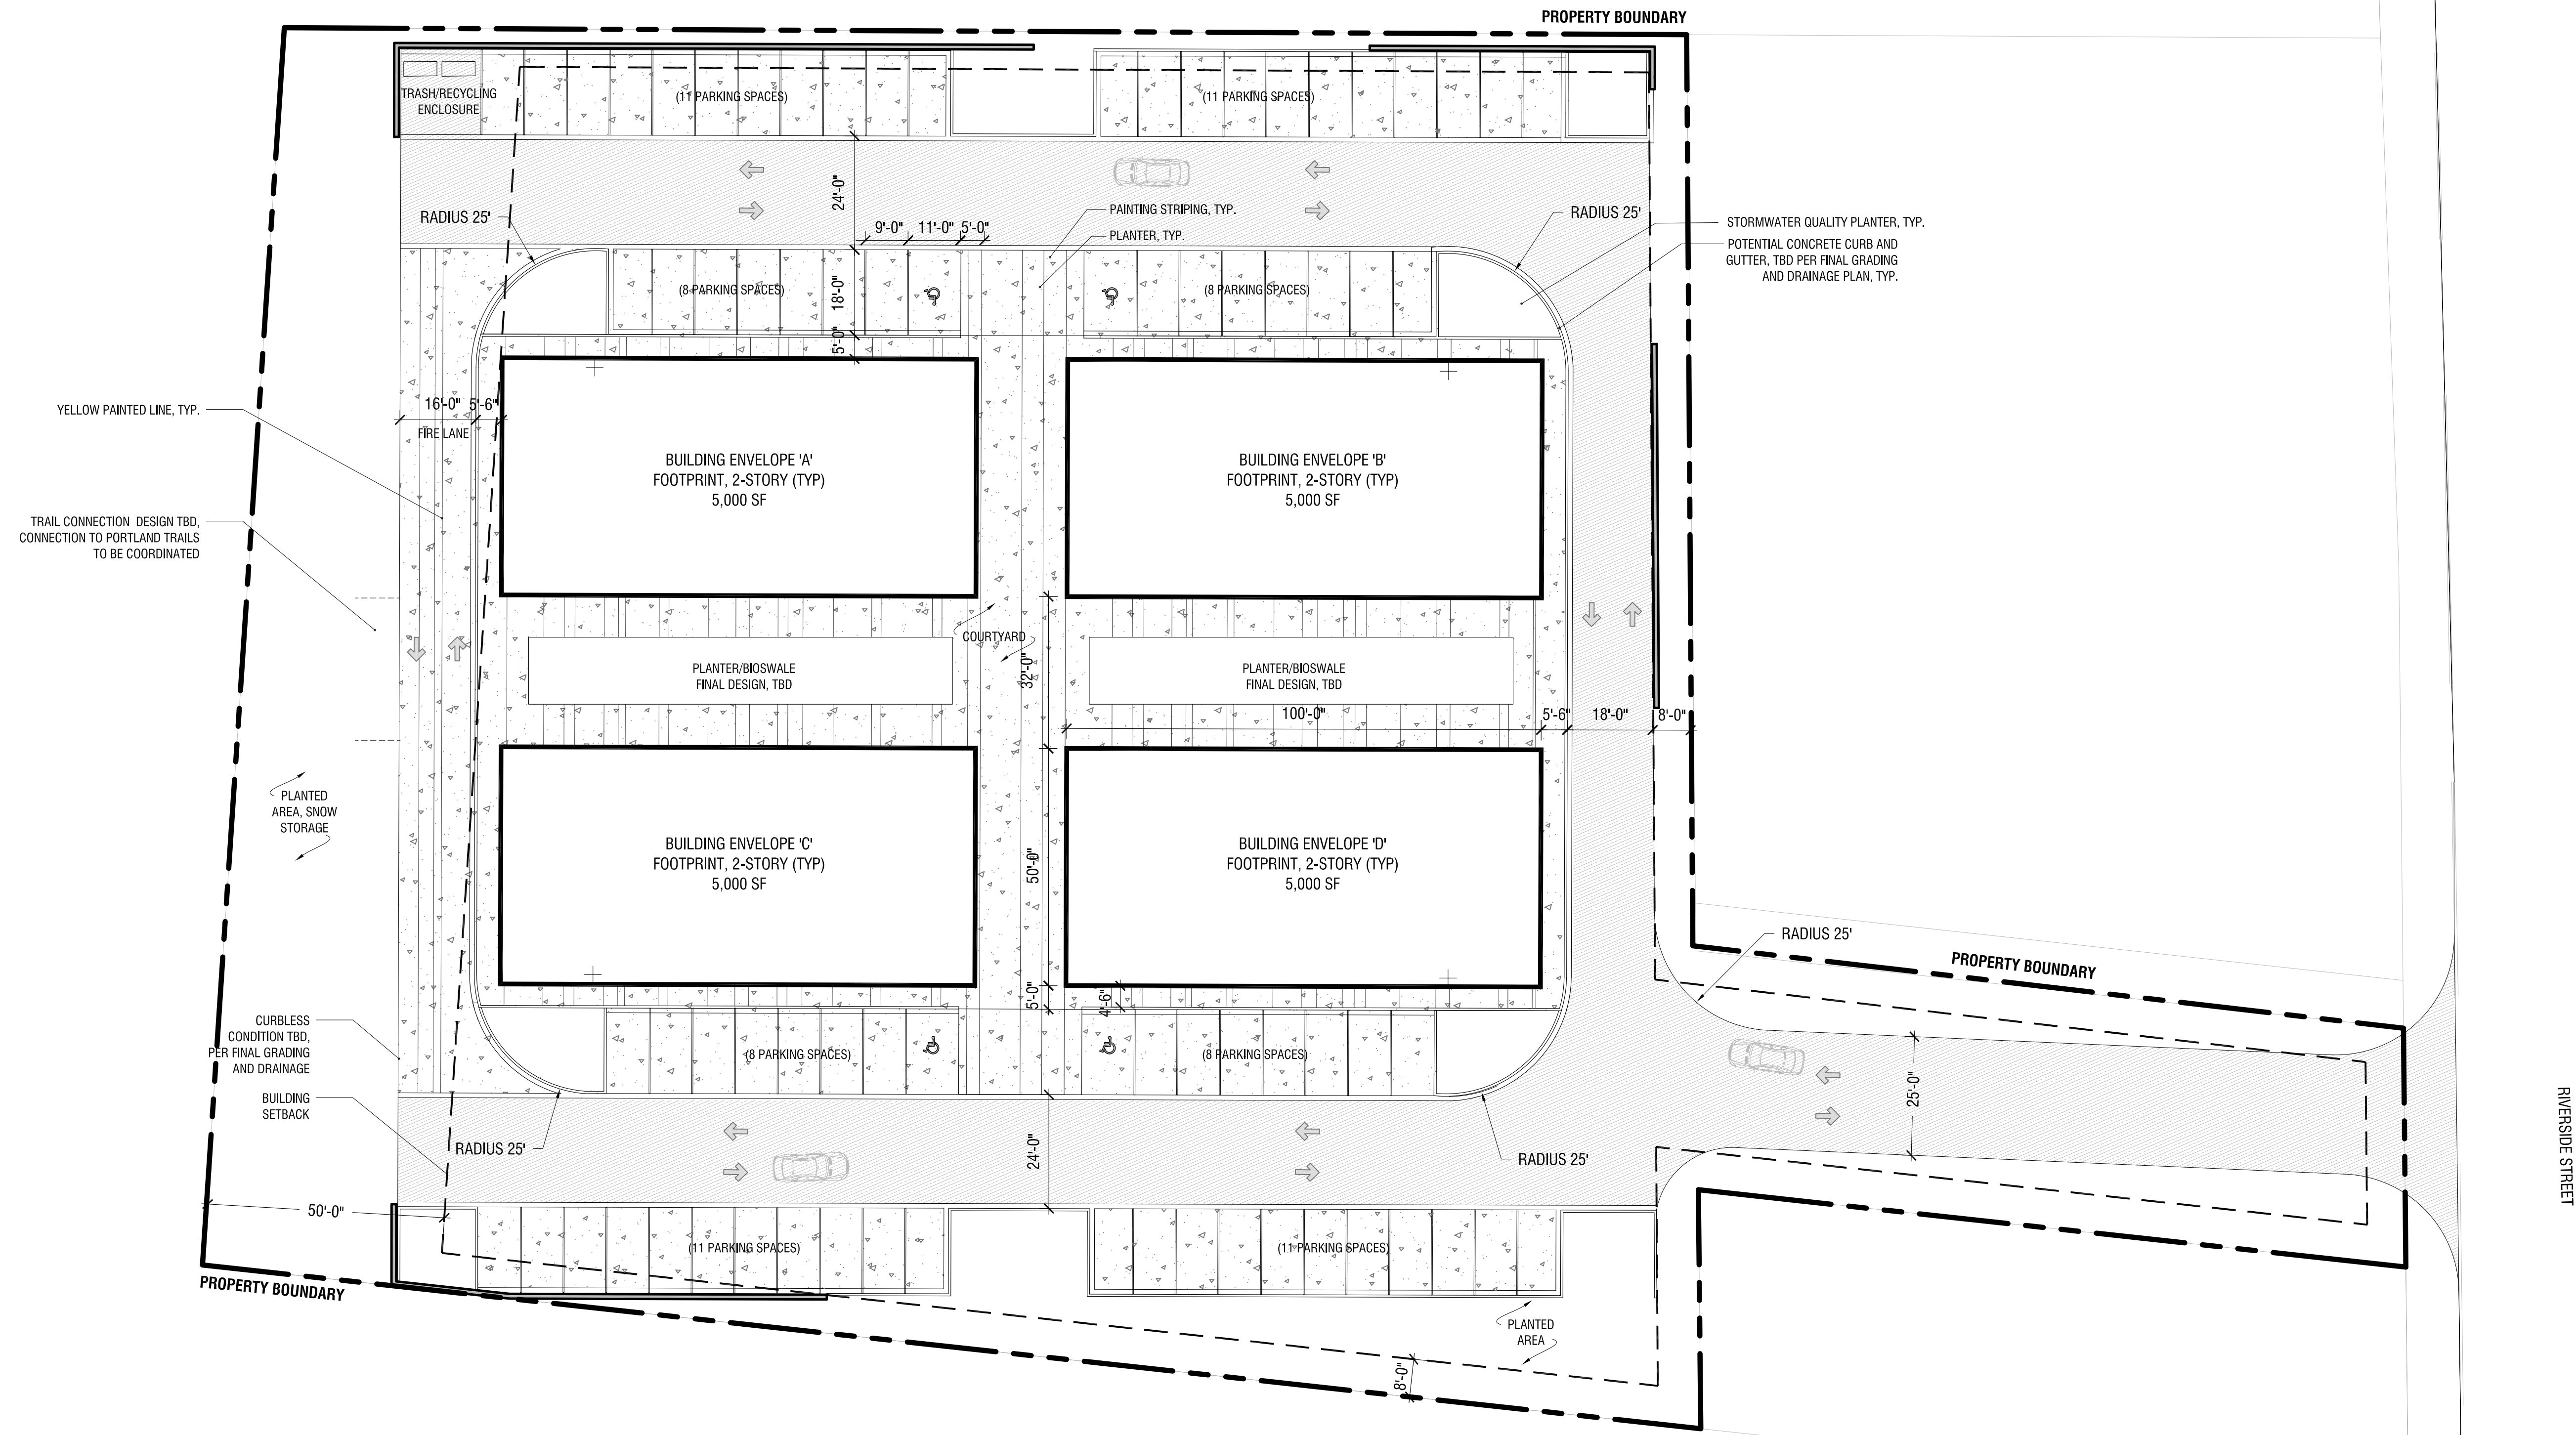 PROPERTY BOUNDARY
TRASH/RECYCLING
ENCLOSURE
(11 PARKING SPACES)
(11 PARKING SPACES)
24'-0"
RADIUS 25'
9'-0"
11'-0"
5'-0"
PAINTING STRIPING, TYP.
PLANTER, TYP.
RADIUS 25'
STORMWATER QUALITY PLANTER, TYP.
POTENTIAL CONCRETE CURB AND
GUTTER, TBD PER FINAL GRADING
AND DRAINAGE PLAN, TYP.
(8 PARKING SPACES)
18'-0"
(8 PARKING SPACES)
5'-0"
YELLOW PAINTED LINE, TYP.
16'-0"
5'-6"
FIRE LANE
BUILDING ENVELOPE 'A'
FOOTPRINT, 2-STORY (TYP)
5,000 SF
BUILDING ENVELOPE 'B'
FOOTPRINT, 2-STORY (TYP)
5,000 SF
TRAIL CONNECTION DESIGN TBD,
CONNECTION TO PORTLAND TRAILS
TO BE COORDINATED
COURTYARD
PLANTER/BIOSWALE
FINAL DESIGN, TBD
32'-0"
PLANTER/BIOSWALE
FINAL DESIGN, TBD
100'-0"
5'-6"
18'-0"
8'-0"
PLANTED
AREA, SNOW
STORAGE
BUILDING ENVELOPE 'C'
FOOTPRINT, 2-STORY (TYP)
5,000 SF
50'-0"
BUILDING ENVELOPE 'D'
FOOTPRINT, 2-STORY (TYP)
5,000 SF
RADIUS 25'
PROPERTY BOUNDARY
5'-0"
4'-6"
CURBLESS
CONDITION TBD,
PER FINAL GRADING
AND DRAINAGE
(8 PARKING SPACES)
(8 PARKING SPACES)
BUILDING
SETBACK
25'-0"
RIVERSIDE STREET
RADIUS 25'
24'-0"
RADIUS 25'
50'-0"
(11 PARKING SPACES)
(11 PARKING SPACES)
PROPERTY BOUNDARY
PLANTED
AREA
8'-0"